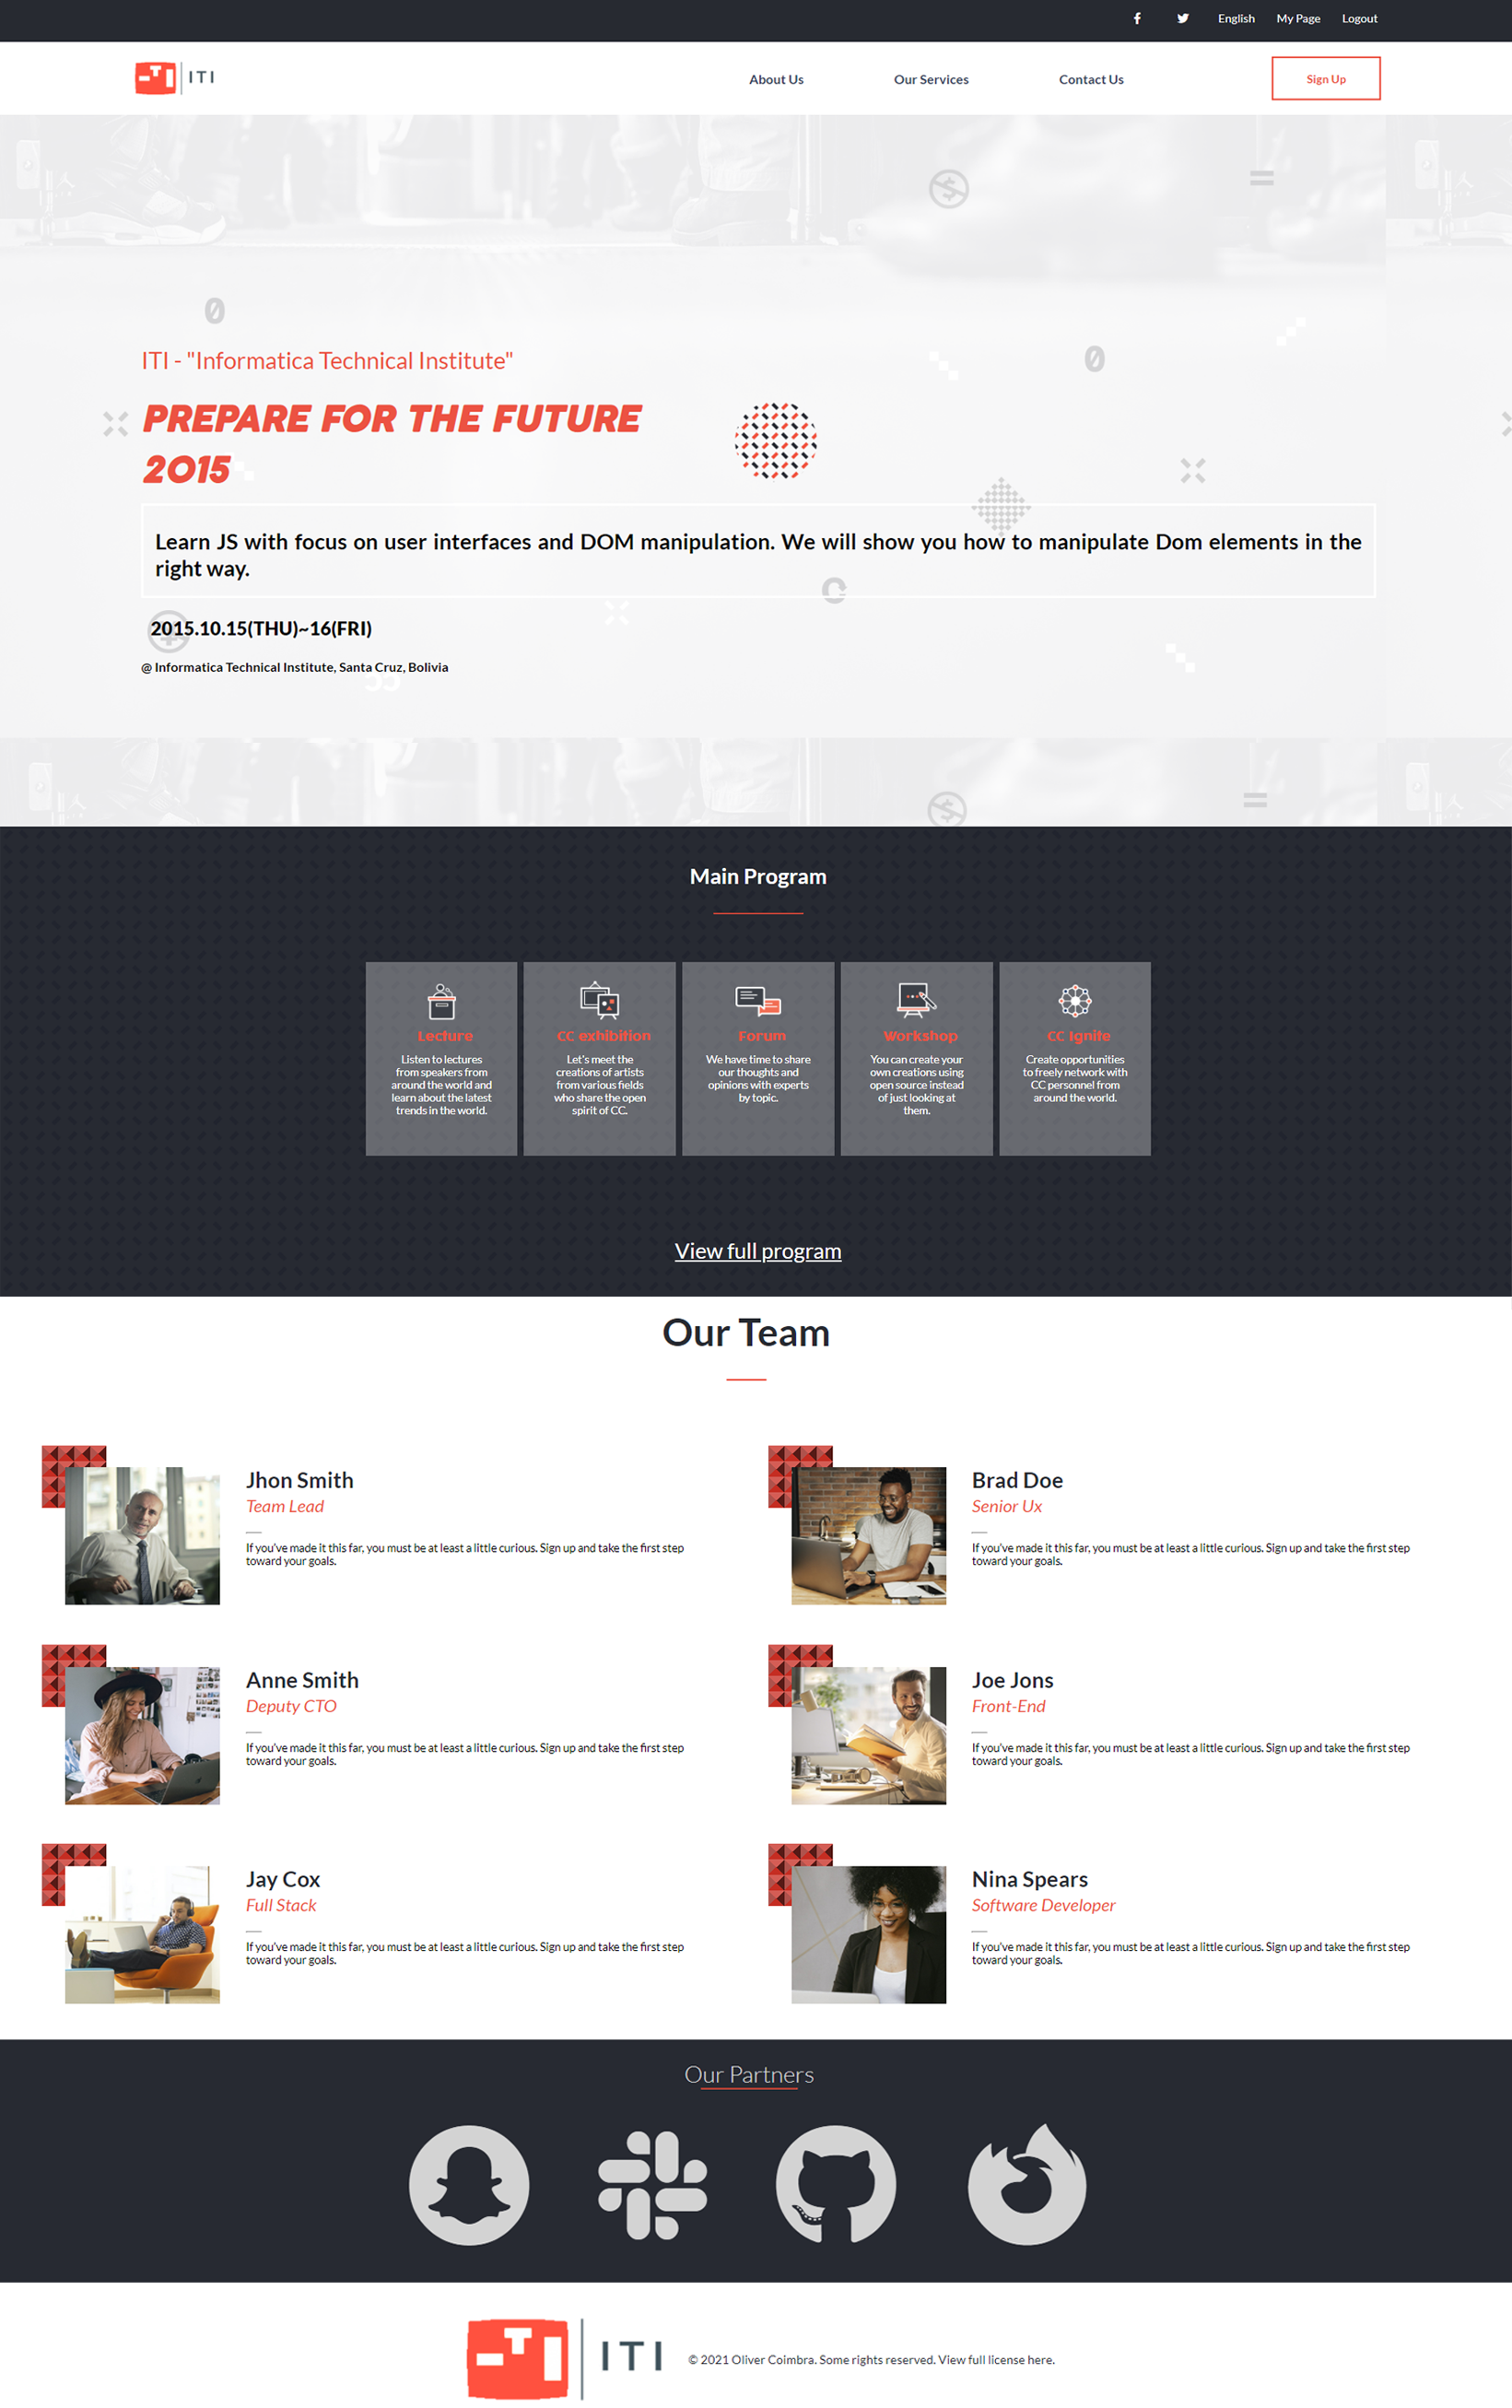 English My Page Logout
ITI
About Us Our Services Contact Us Sign Up
ITI - "Informatica Technical Institute"
PREPARE FOR THE FUTURE
2015
Learn JS with focus on user interfaces and DOM manipulation. We will show you how to manipulate Dom elements in the
right way.
2015.10.15(THU)~16(FRI)
@ Informatica Technical Institute, Santa Cruz, Bolivia
Main Program
Lecture
Listen to lectures
from speakers from
around the world and
learn about the latest
trends in the world.
CC exhibition
Let's meet the
creations of artists
from various fields
who share the open
spirit of CC.
Forum
We have time to share
our thoughts and
opinions with experts
by topic.
Workshop
You can create your
own creations using
open source instead
of just looking at
them.
CC Ignite
Create opportunities
to freely network with
CC personnel from
around the world.
View full program
Our Team
Jhon Smith
Team Lead
If you've made it this far, you must be at least a little curious. Sign up and take the first step
toward your goals.
Brad Doe
Senior Ux
If you've made it this far, you must be at least a little curious. Sign up and take the first step
toward your goals.
Anne Smith
Deputy CTO
If you've made it this far, you must be at least a little curious. Sign up and take the first step
toward your goals.
Joe Jons
Front-End
If you've made it this far, you must be at least a little curious. Sign up and take the first step
toward your goals.
Jay Cox
Full Stack
If you've made it this far, you must be at least a little curious. Sign up and take the first step
toward your goals.
Nina Spears
Software Developer
If you've made it this far, you must be at least a little curious. Sign up and take the first step
toward your goals.
Our Partners
ITI
© 2021 Oliver Coimbra. Some rights reserved. View full license here.